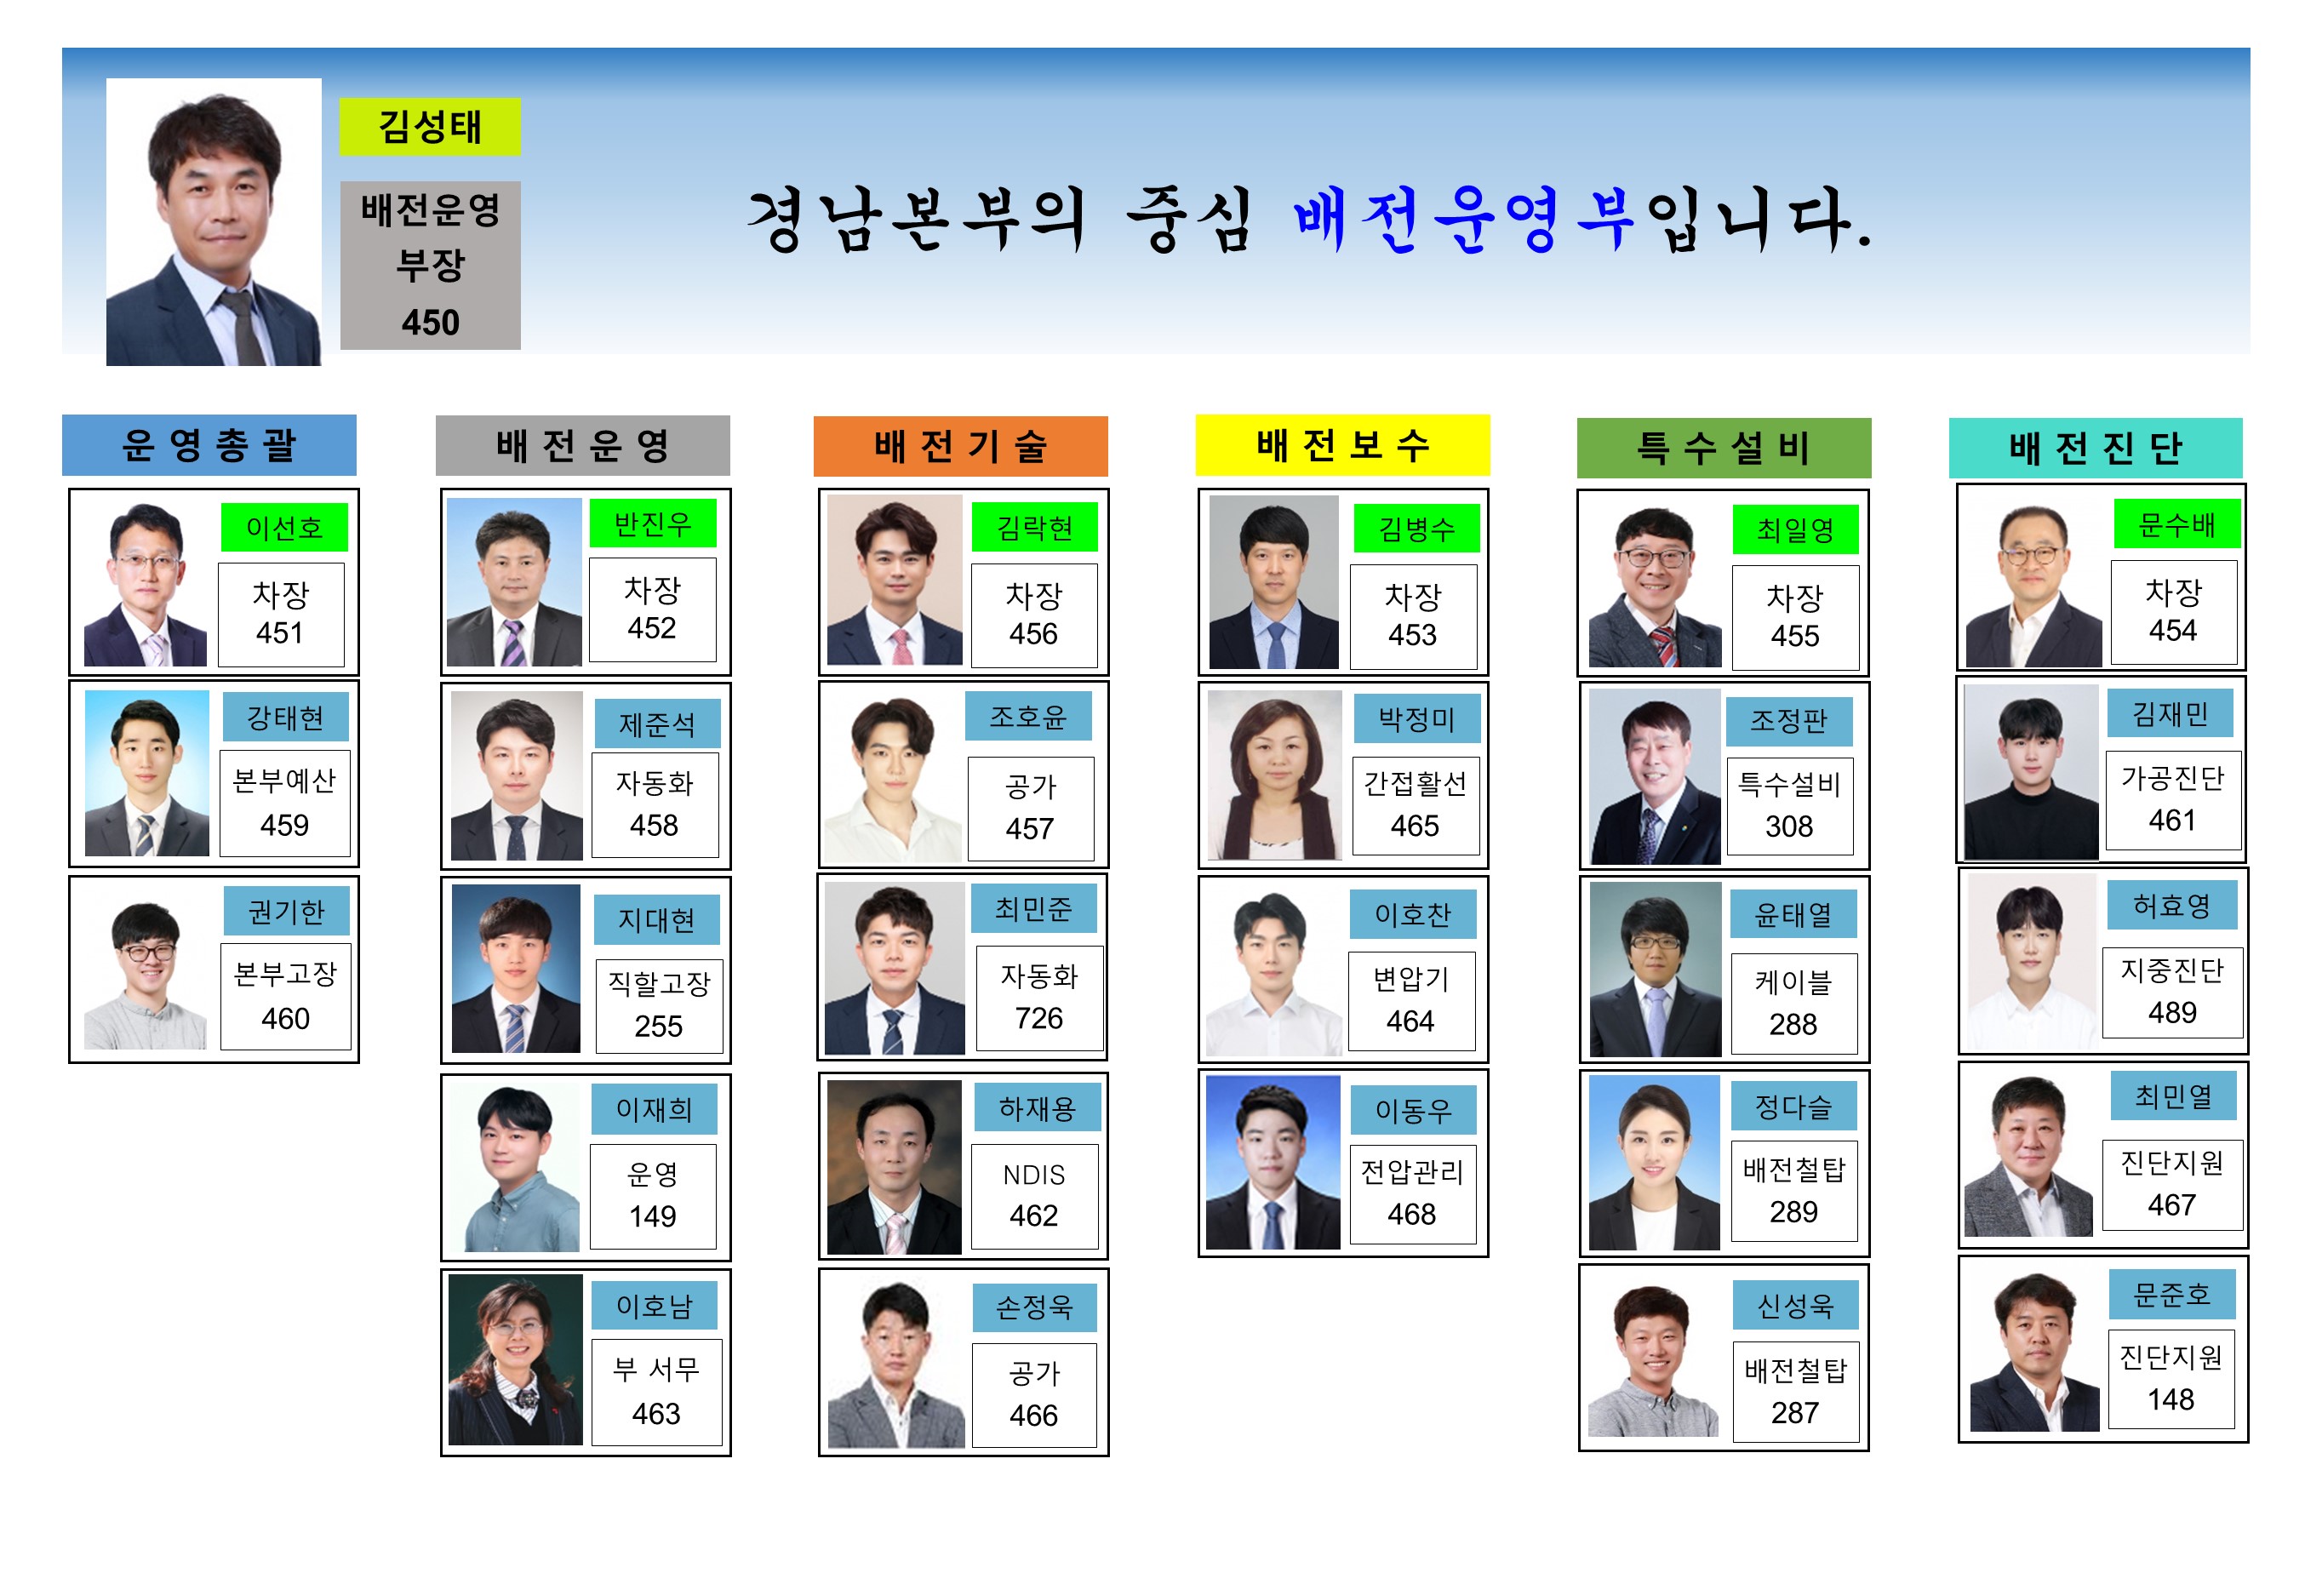 김성태
배전운영
부장
450
경남본부의 중심 배전운영부입니다.
운영총괄
이선호
차장
451
강태현
본부예산
459
권기한
본부고장
460
배전운영
반진우
차장
452
제준석
자동화
458
지대현
직할고장
255
이재희
운영
149
이호남
부 서무
463
배전기술
김락현
차장
456
조호윤
공가
457
최민준
자동화
726
하재용
NDIS
462
손정욱
공가
466
배전보수
김병수
차장
453
박정미
간접활선
465
이호찬
변압기
464
이동우
전압관리
468
특수설비
최일영
차장
455
조정판
특수설비
308
윤태열
케이블
288
정다슬
배전철탑
289
신성욱
배전철탑
287
배전진단
문수배
차장
454
김재민
가공진단
461
허효영
지중진단
489
최민열
진단지원
467
문준호
진단지원
148